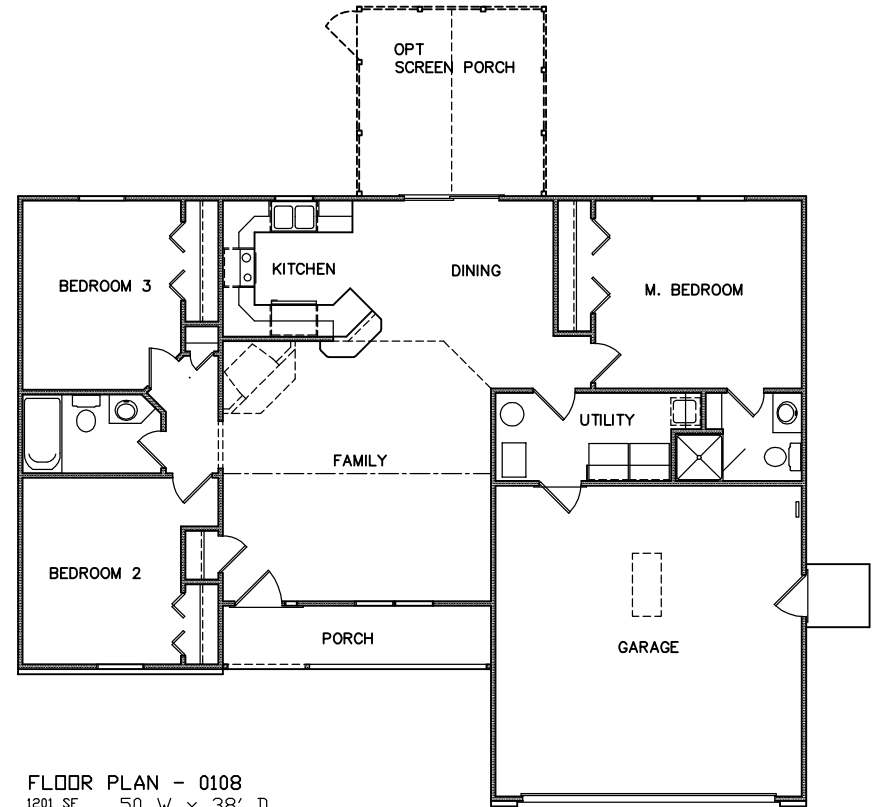 OPT
SCREEN PORCH
BEDROOM 3
KITCHEN
DINING
M. BEDROOM
UTILITY
FAMILY
BEDROOM 2
PORCH
GARAGE
FLOOR PLAN - 0108
1201 SF 50 W x 38' D